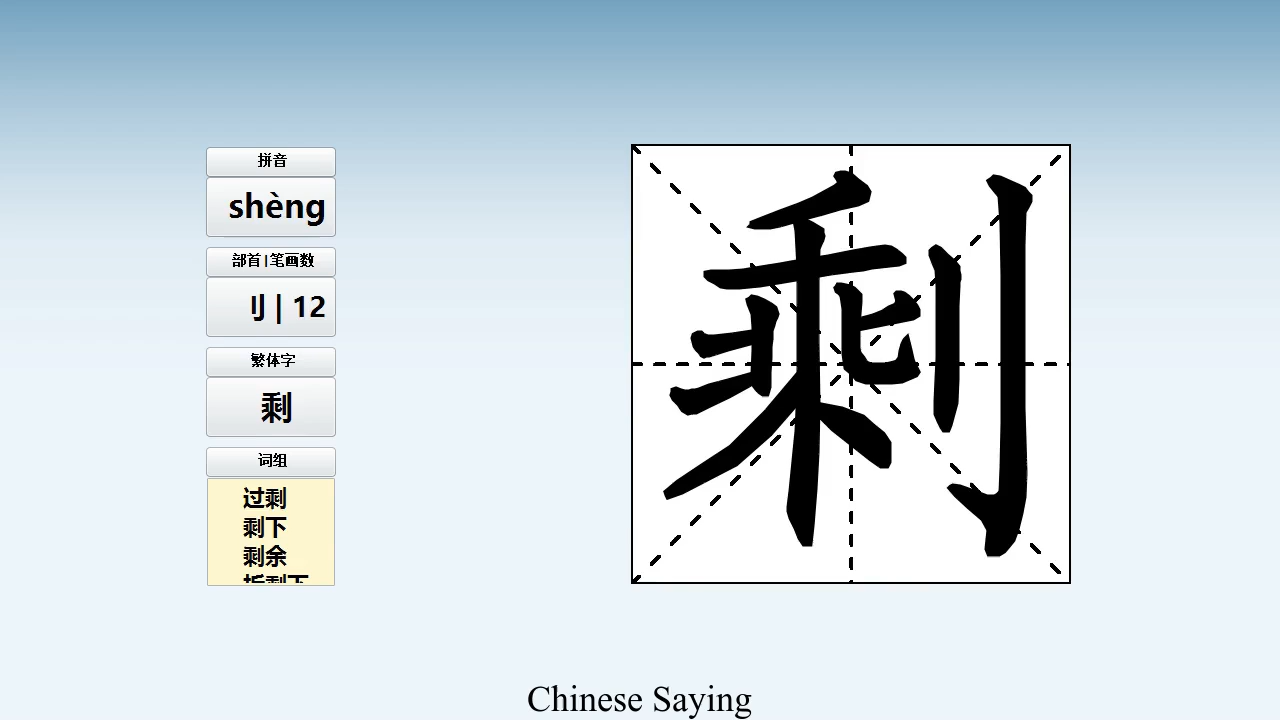 拼音
shèng
部首|笔画数
刂 | 12
繁体字
剩
词组
过剩
剩下
剩余
剩
Chinese Saying